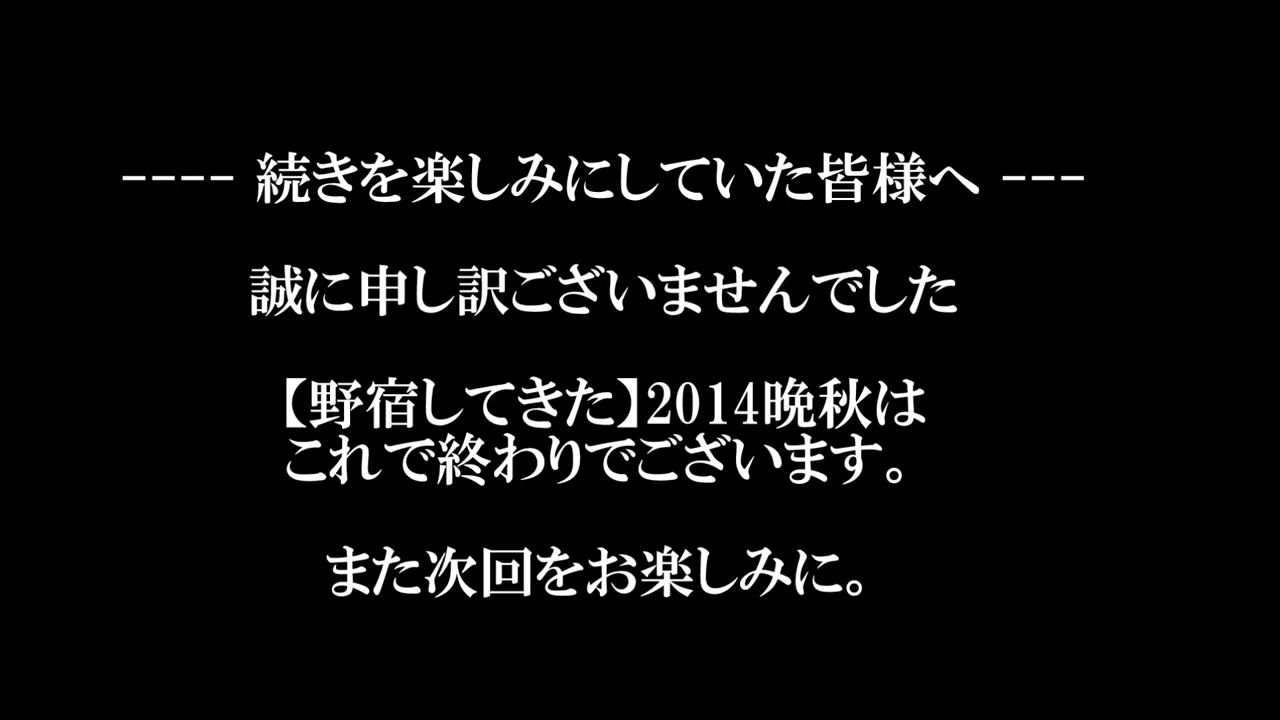 ---- 続きを楽しみにしていた皆様へ ---
誠に申し訳ございませんでした
【野宿してきた】2014晩秋は
これで終わりでございます。
また次回をお楽しみに。